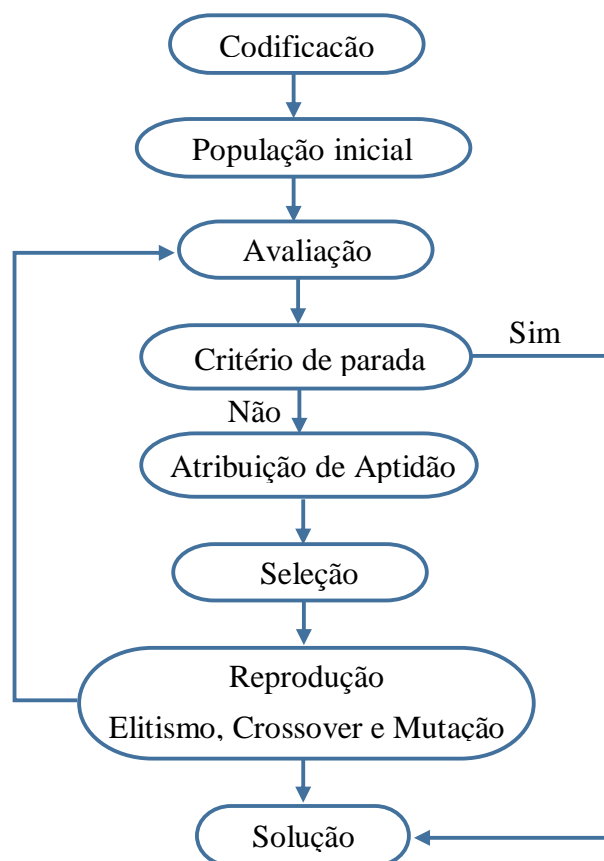 Codificacão
População inicial
Avaliação
Critério de parada
Sim
Não
Atribuição de Aptidão
Seleção
Reprodução
Elitismo, Crossover e Mutação
Solução